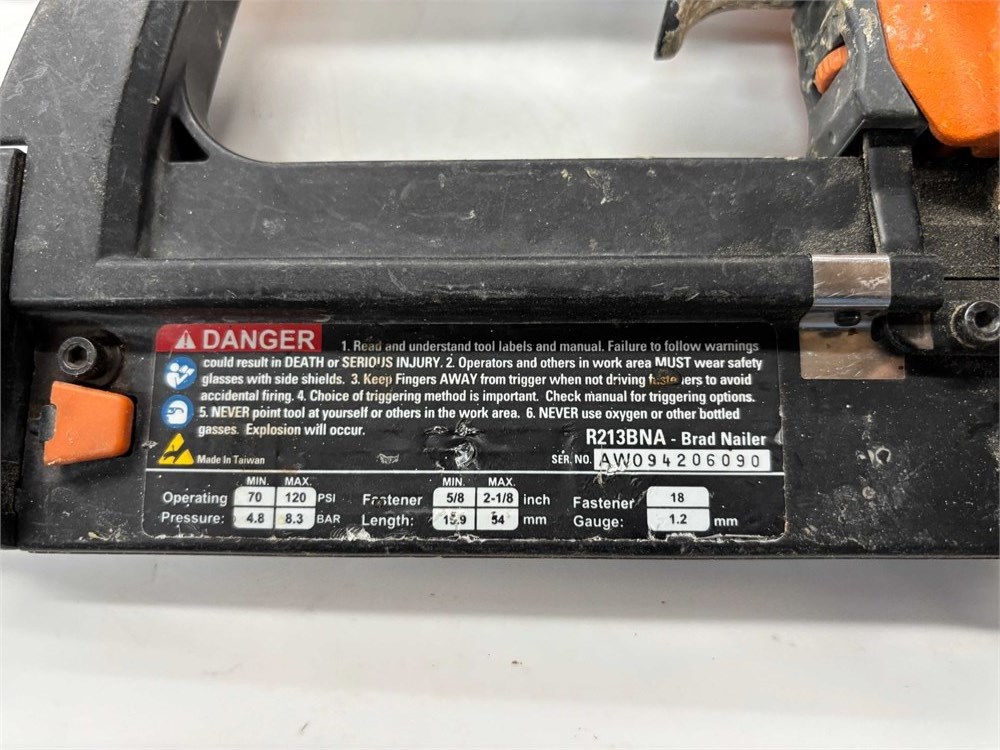 DANGER
1. Read and understand tool labels and manual. Failure to follow warnings
could result in DEATH or SERIOUS INJURY. 2. Operators and others in work area MUST wear safety
glasses with side shields. 3. Keep Fingers AWAY from trigger when not driving fasteners to avoid
accidental firing. 4. Choice of triggering method is important. Check manual for triggering options.
5. NEVER point tool at yourself or others in the work area. 6. NEVER use oxygen or other bottled
gasses. Explosion will occur.
R213BNA - Brad Nailer
Made In Taiwan
SER. NO. AW094206090
MIN. MAX. MIN. MAX.
Operating 70 120 PSI Fastener 5/8 2-1/8 inch Fastener 18
Pressure: 4.8 8.3 BAR Length: 15.9 54 mm Gauge: 1.2 mm